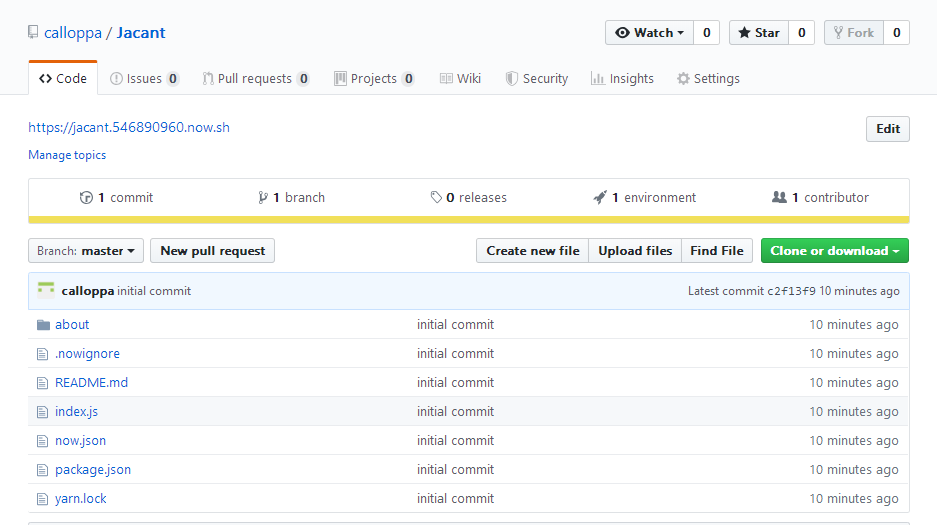 calloppa / Jacant
Watch 0 Star 0 Fork 0
Code Issues 0 Pull requests 0 Projects 0 Wiki Security Insights Settings
https://jacant.546890960.now.sh
Edit
Manage topics
1 commit 1 branch 0 releases 1 environment 1 contributor
Branch: master New pull request Create new file Upload files Find File Clone or download
calloppa initial commit Latest commit c2f13f9 10 minutes ago
about initial commit 10 minutes ago
.nowignore initial commit 10 minutes ago
README.md initial commit 10 minutes ago
index.js initial commit 10 minutes ago
now.json initial commit 10 minutes ago
package.json initial commit 10 minutes ago
yarn.lock initial commit 10 minutes ago